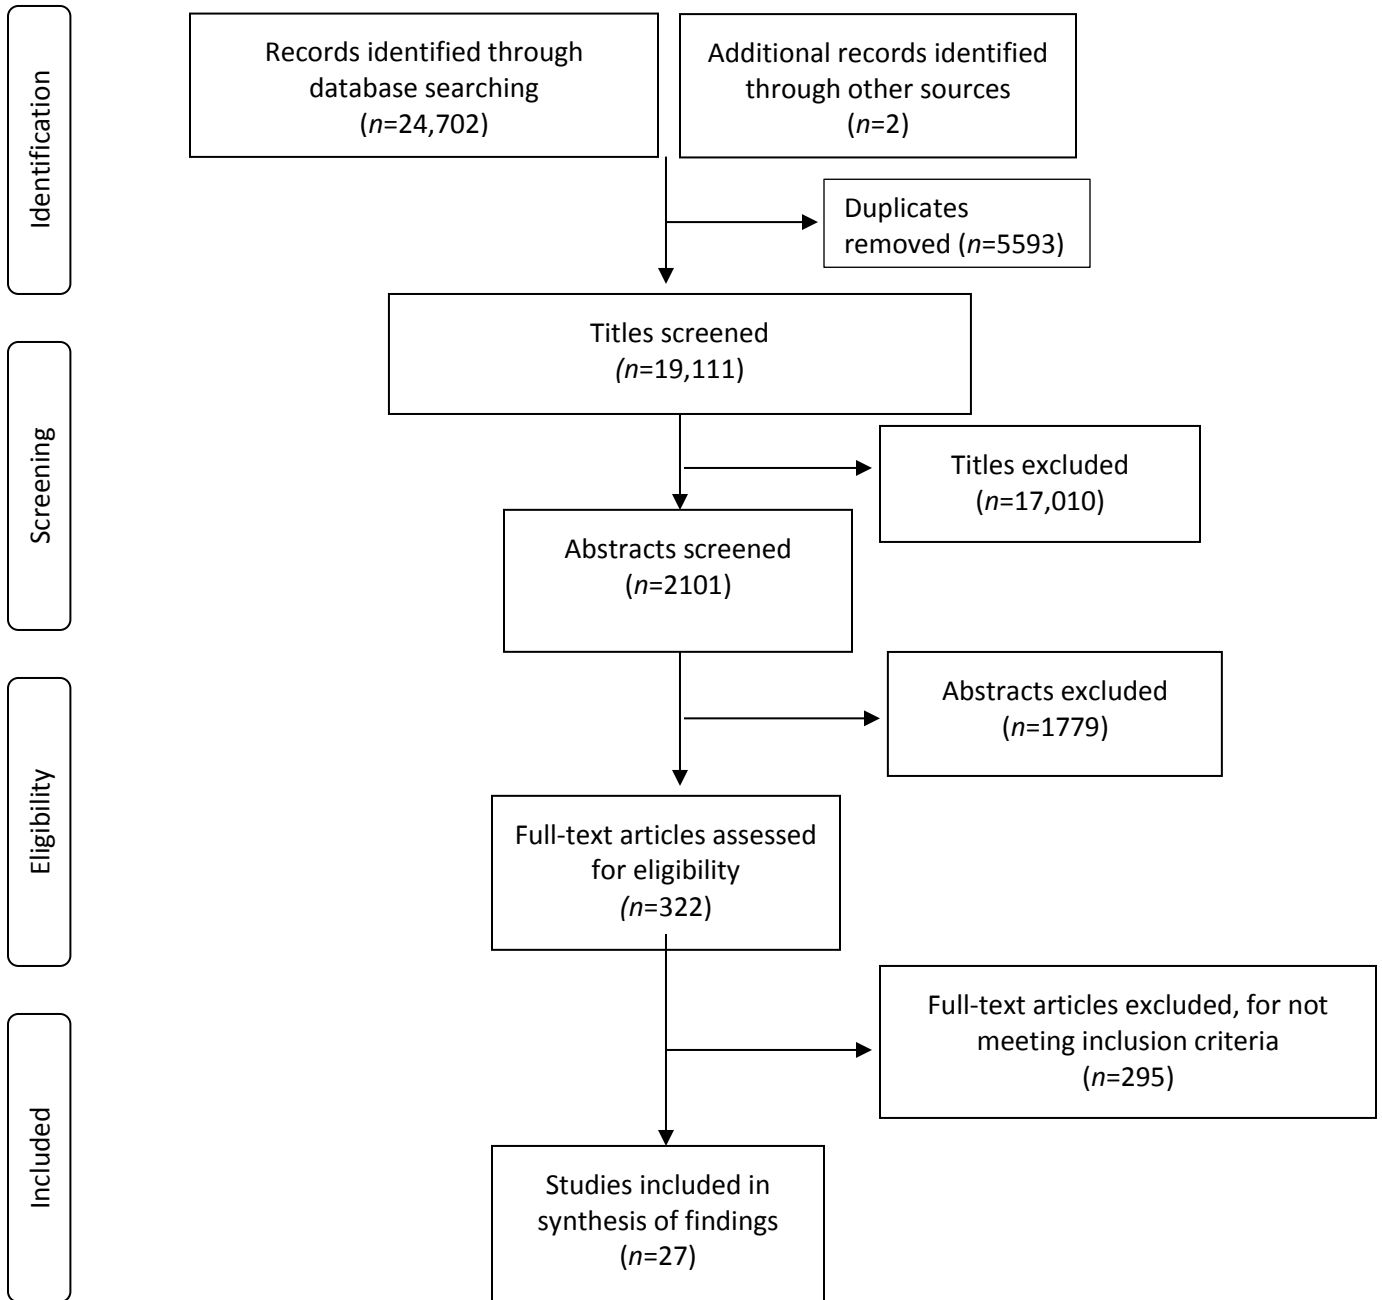 Identification
Records identified through
database searching
(n=24,702)
Additional records identified
through other sources
(n=2)
Duplicates
removed (n=5593)
Screening
Titles screened
(n=19,111)
Titles excluded
(n=17,010)
Abstracts screened
(n=2101)
Eligibility
Abstracts excluded
(n=1779)
Full-text articles assessed
for eligibility
(n=322)
Included
Full-text articles excluded, for not
meeting inclusion criteria
(n=295)
Studies included in
synthesis of findings
(n=27)